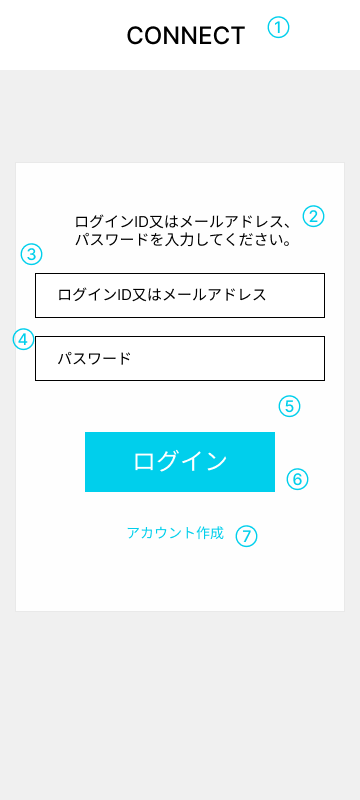 CONNECT ①
ログインID又はメールアドレス、 ②
パスワードを入力してください。
③
ログインID又はメールアドレス
④
パスワード
⑤
ログイン
⑥
アカウント作成 ⑦